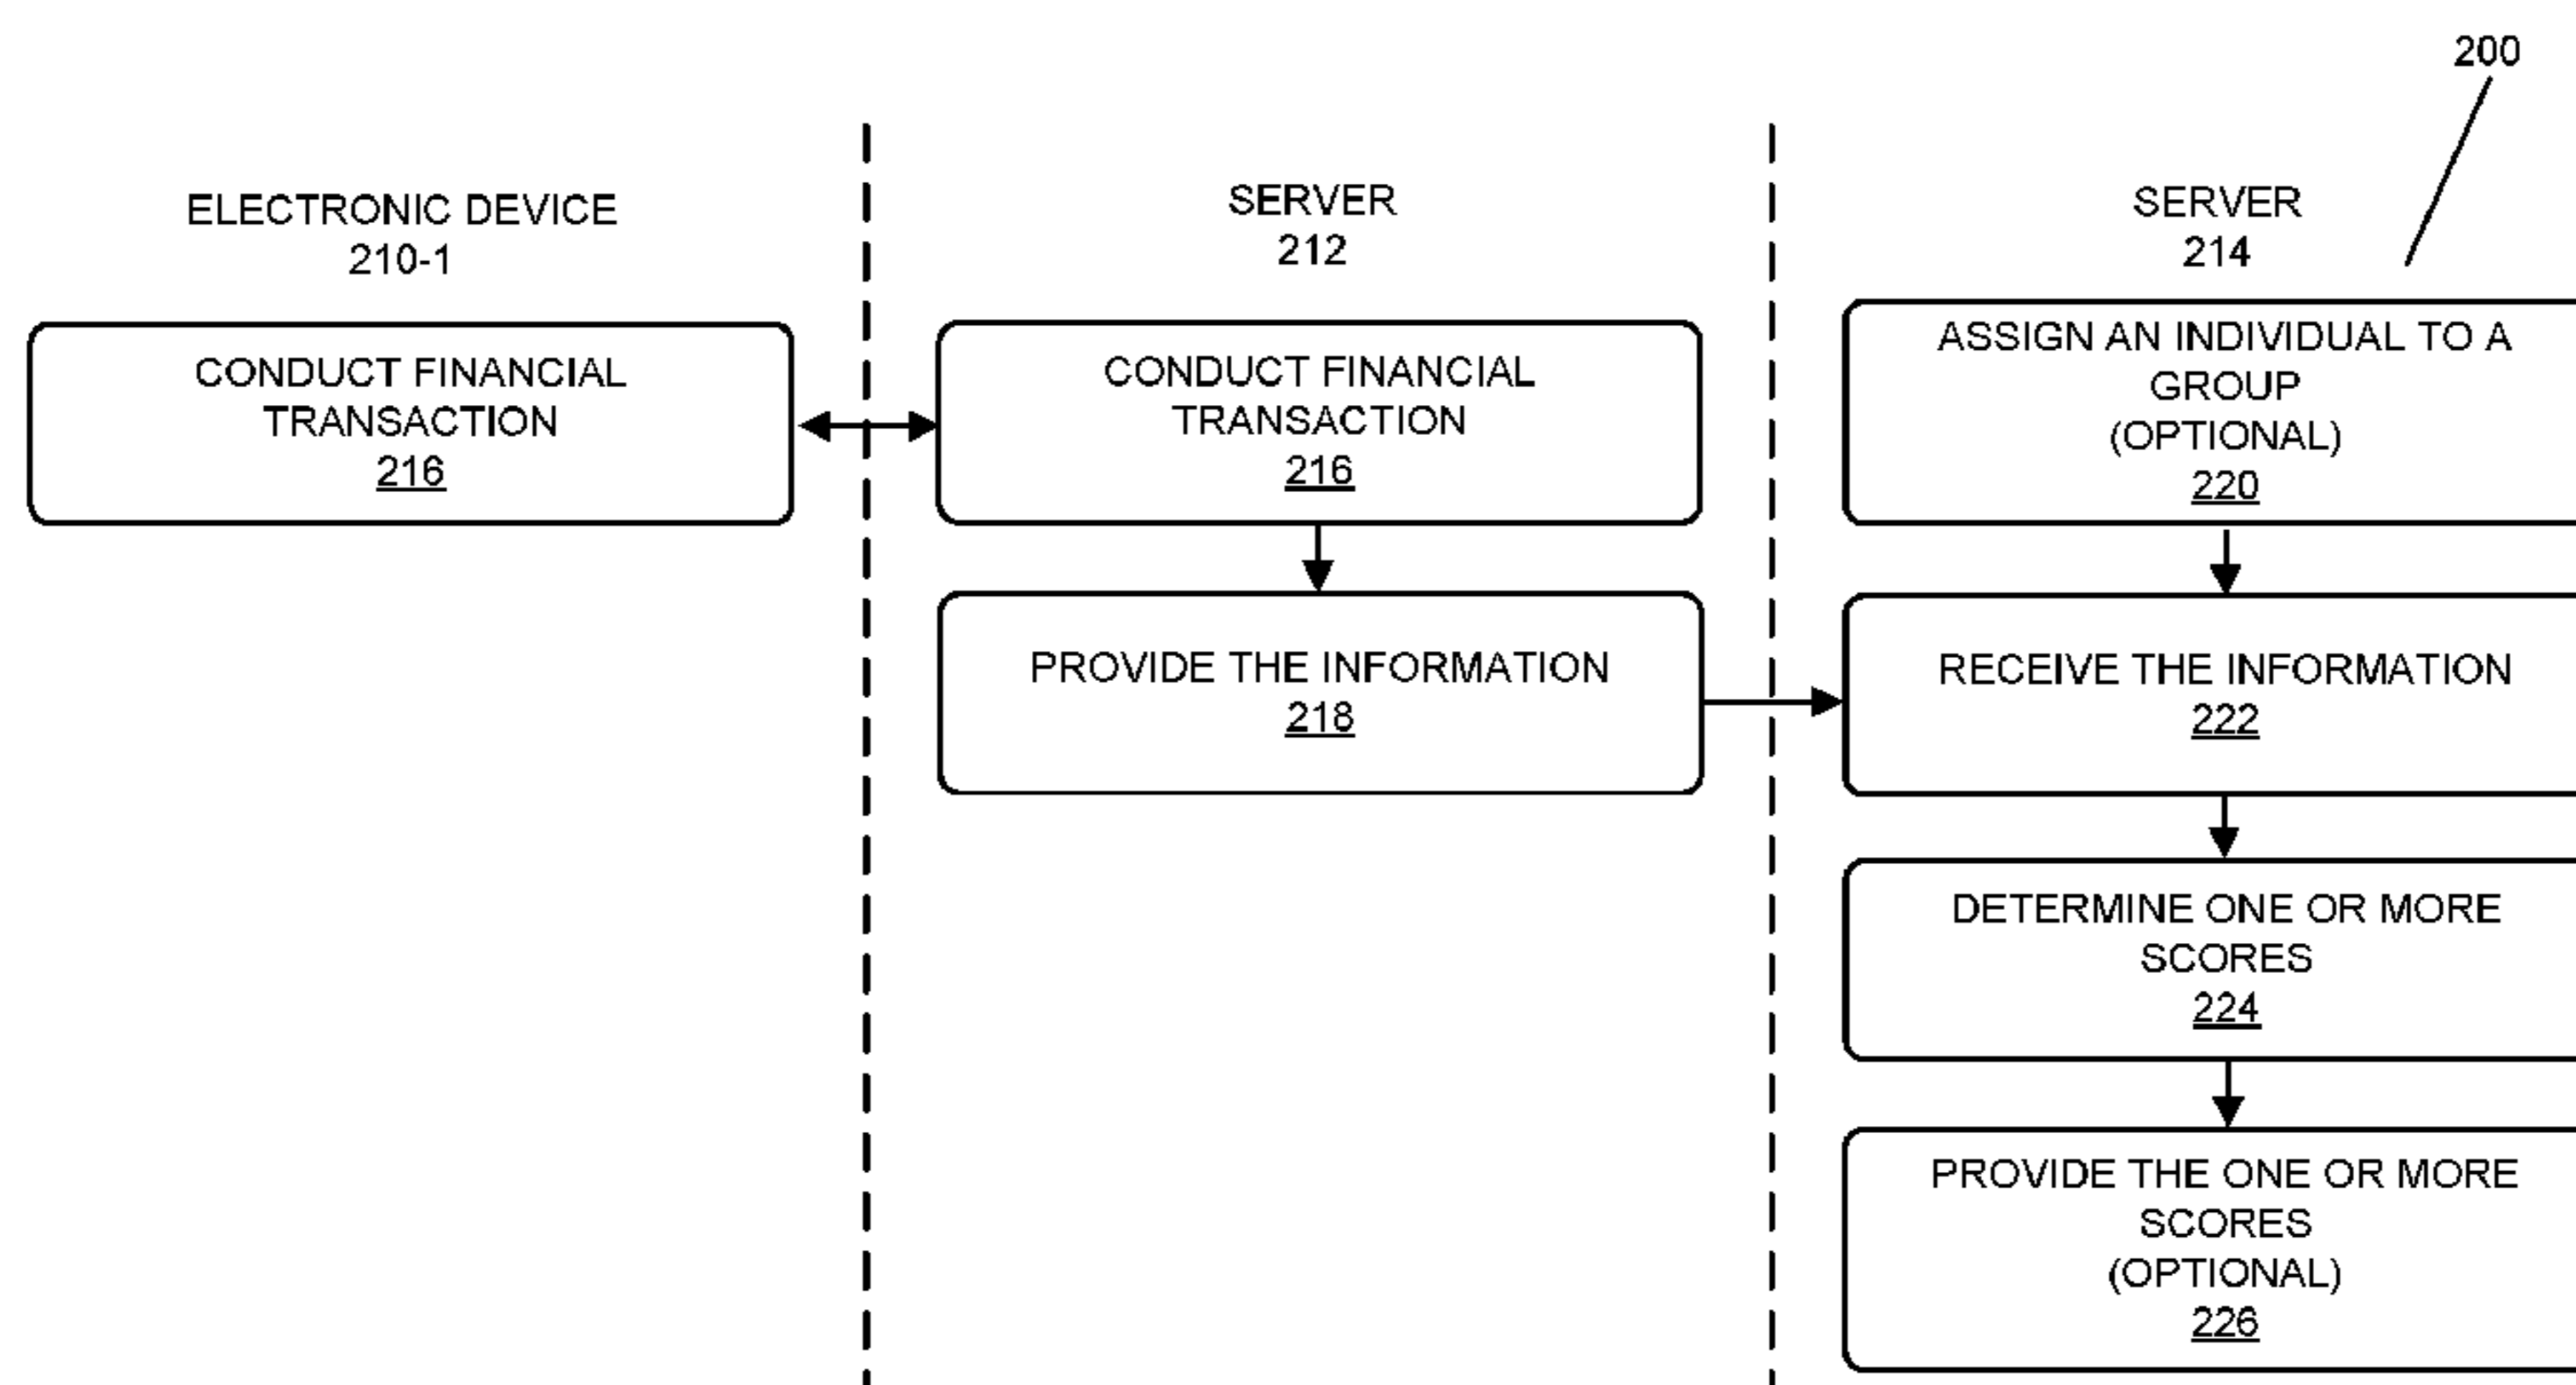 200
ELECTRONIC DEVICE
210-1
CONDUCT FINANCIAL
TRANSACTION
216
SERVER
212
CONDUCT FINANCIAL
TRANSACTION
216
PROVIDE THE INFORMATION
218
SERVER
214
ASSIGN AN INDIVIDUAL TO A
GROUP
(OPTIONAL)
220
RECEIVE THE INFORMATION
222
DETERMINE ONE OR MORE
SCORES
224
PROVIDE THE ONE OR MORE
SCORES
(OPTIONAL)
226